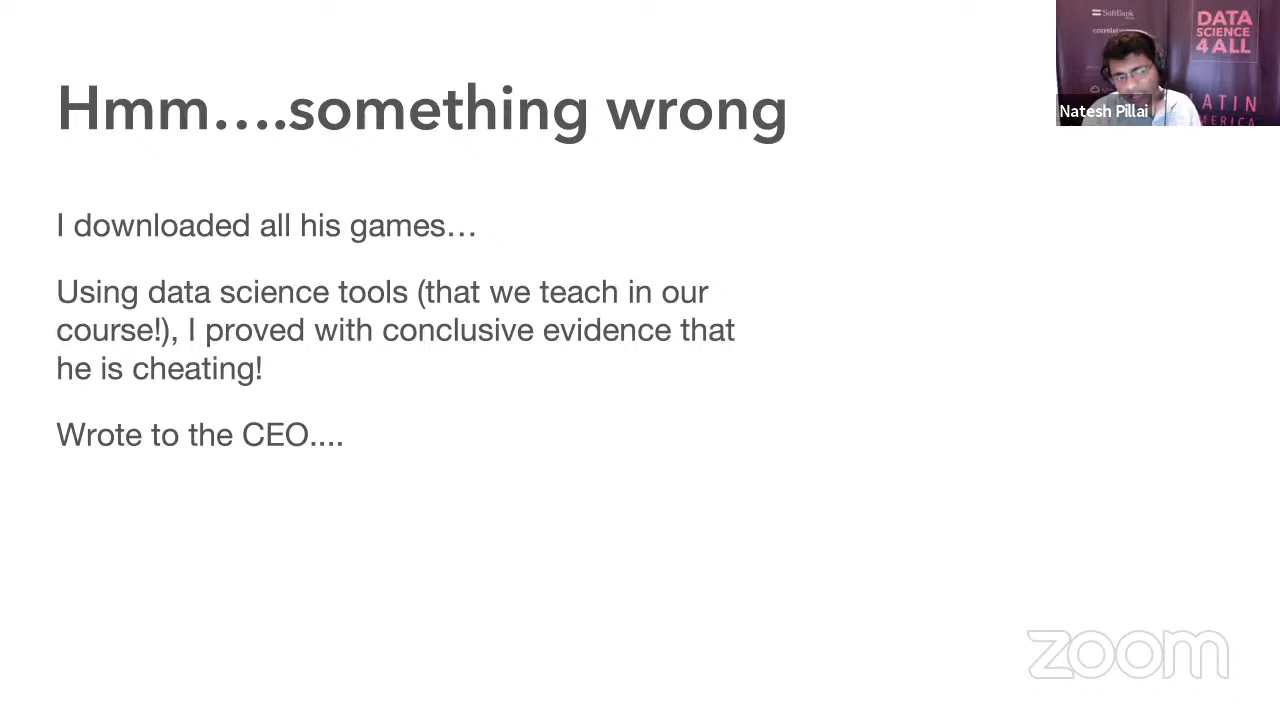 Hmm….something wrong
I downloaded all his games…
Using data science tools (that we teach in our
course!), I proved with conclusive evidence that
he is cheating!
Wrote to the CEO....
SoftBank
DATA
SCIENCE
4 ALL
Natesh Pillai
LATIN
zoom